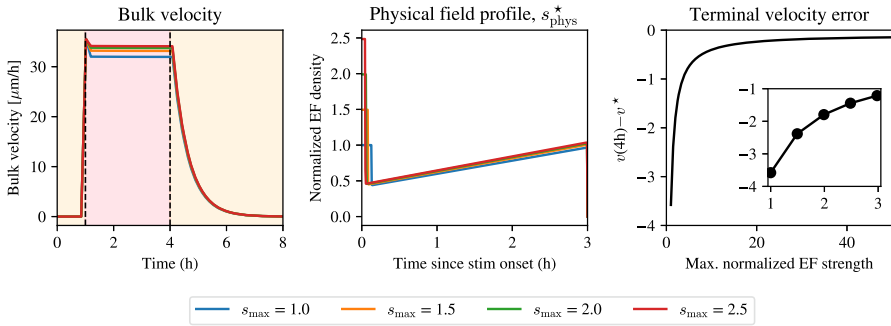 Bulk velocity
Bulk velocity [μm/h]
30
20
10
0
0 2 4 6 8
Time (h)
Physical field profile, s*phys
Normalized EF density
2.5
2.0
1.5
1.0
0.5
0.0
0 1 2 3
Time since stim onset (h)
Terminal velocity error
v(4h)−v*
0
−1
−2
−3
−4
0 20 40
Max. normalized EF strength
−1
−2
−3
−4
1 2 3
smax = 1.0
smax = 1.5
smax = 2.0
smax = 2.5